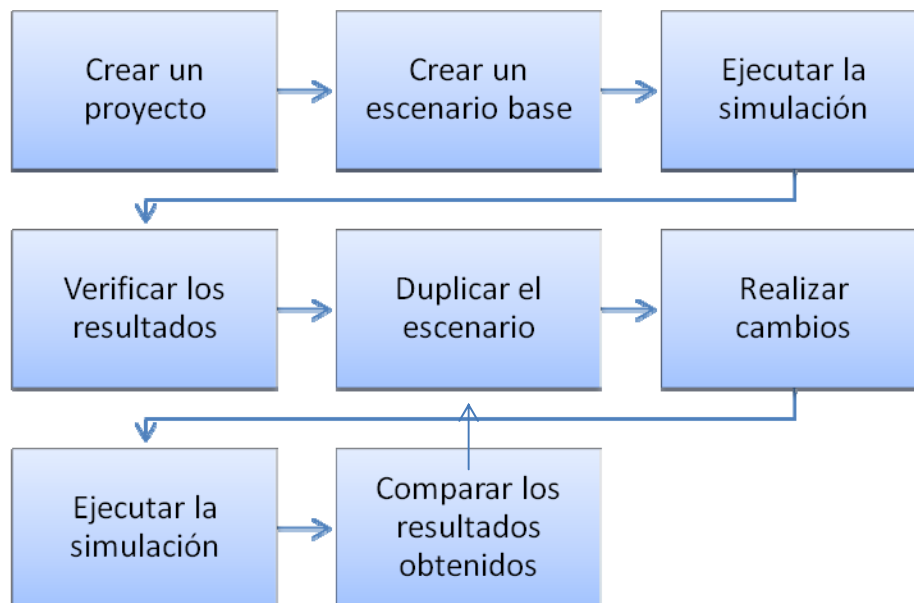 Crear un
proyecto
Crear un
escenario base
Ejecutar la
simulación
Verificar los
resultados
Duplicar el
escenario
Realizar
cambios
Ejecutar la
simulación
Comparar los
resultados
obtenidos